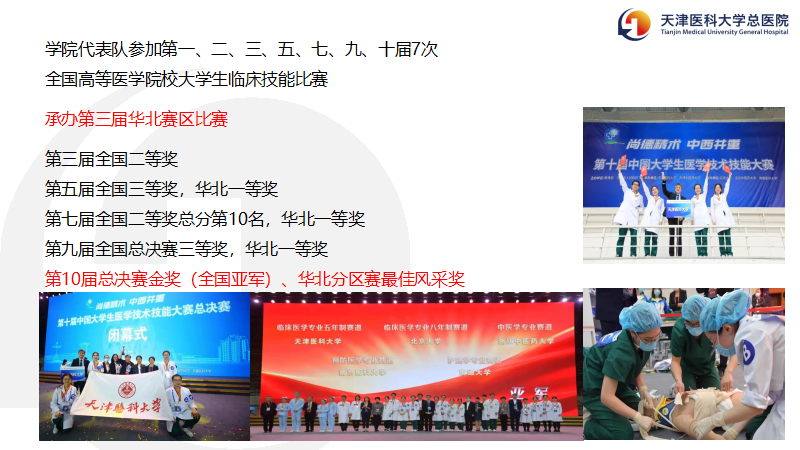 天津医科大学总医院
Tianjin Medical University General Hospital
学院代表队参加第一、二、三、五、七、九、十届7次
全国高等医学院校大学生临床技能比赛
承办第三届华北赛区比赛
第三届全国二等奖
第五届全国三等奖，华北一等奖
第七届全国二等奖总分第10名，华北一等奖
第九届全国总决赛三等奖，华北一等奖
第10届总决赛金奖（全国亚军）、华北分区赛最佳风采奖
尚德精术 中西并重
第十届中国大学生医学技术技能大赛
尚德精术 中西并重
第十届中国大学生医学技术技能大赛总决赛
闭幕式
天津医科大学
临床医学专业五年制赛道 临床医学专业八年制赛道 中医学专业赛道
天津医科大学 北京大学
亚军